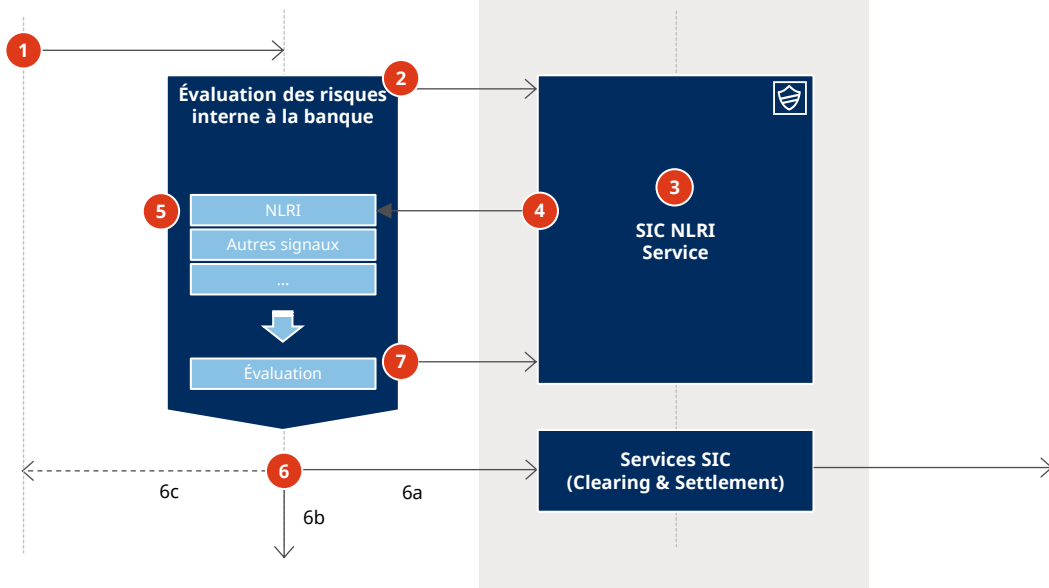 1
2
Évaluation des risques
interne à la banque
3
5
NLRI
4
Autres signaux
SIC NLRI
Service
...
7
Évaluation
6
Services SIC
(Clearing & Settlement)
6c
6a
6b